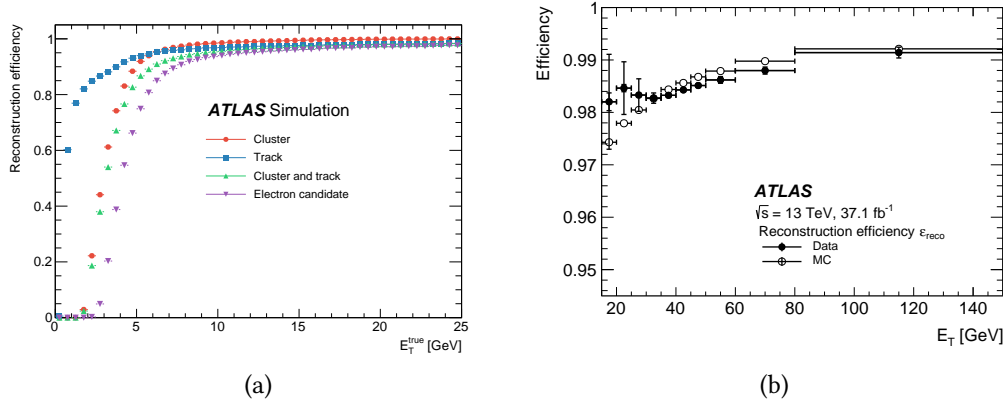 Reconstruction efficiency
1
0.8
0.6
0.4
0.2
0
0 5 10 15 20 25
E_T^true [GeV]
ATLAS Simulation
Cluster
Track
Cluster and track
Electron candidate
(a)
Efficiency
0.99
0.98
0.97
0.96
0.95
20 40 60 80 100 120 140
E_T [GeV]
ATLAS
√s = 13 TeV, 37.1 fb⁻¹
Reconstruction efficiency ε_reco
Data
MC
(b)